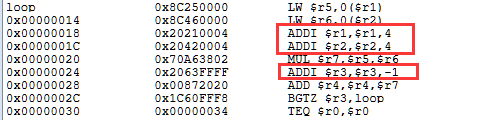 loop 0x8C250000 LW $r5,0($r1)
0x00000014 0x8C460000 LW $r6,0($r2)
0x00000018 0x20210004 ADDI $r1,$r1,4
0x0000001C 0x20420004 ADDI $r2,$r2,4
0x00000020 0x70A63802 MUL $r7,$r5,$r6
0x00000024 0x2063FFFF ADDI $r3,$r3,-1
0x00000028 0x00872020 ADD $r4,$r4,$r7
0x0000002C 0x1C60FFF8 BGTZ $r3,loop
0x00000030 0x00000034 TEQ $r0,$r0